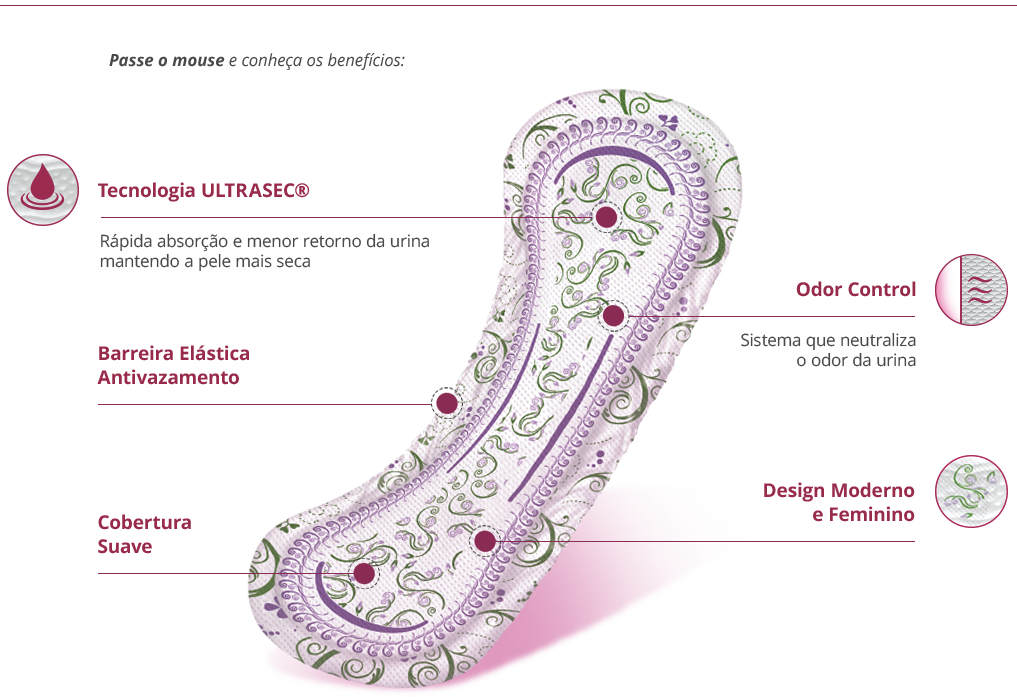 Passe o mouse e conheça os benefícios:
Tecnologia ULTRASEC®
Rápida absorção e menor retorno da urina
mantendo a pele mais seca
Odor Control
Sistema que neutraliza
o odor da urina
Barreira Elástica
Antivazamento
Design Moderno
e Feminino
Cobertura
Suave